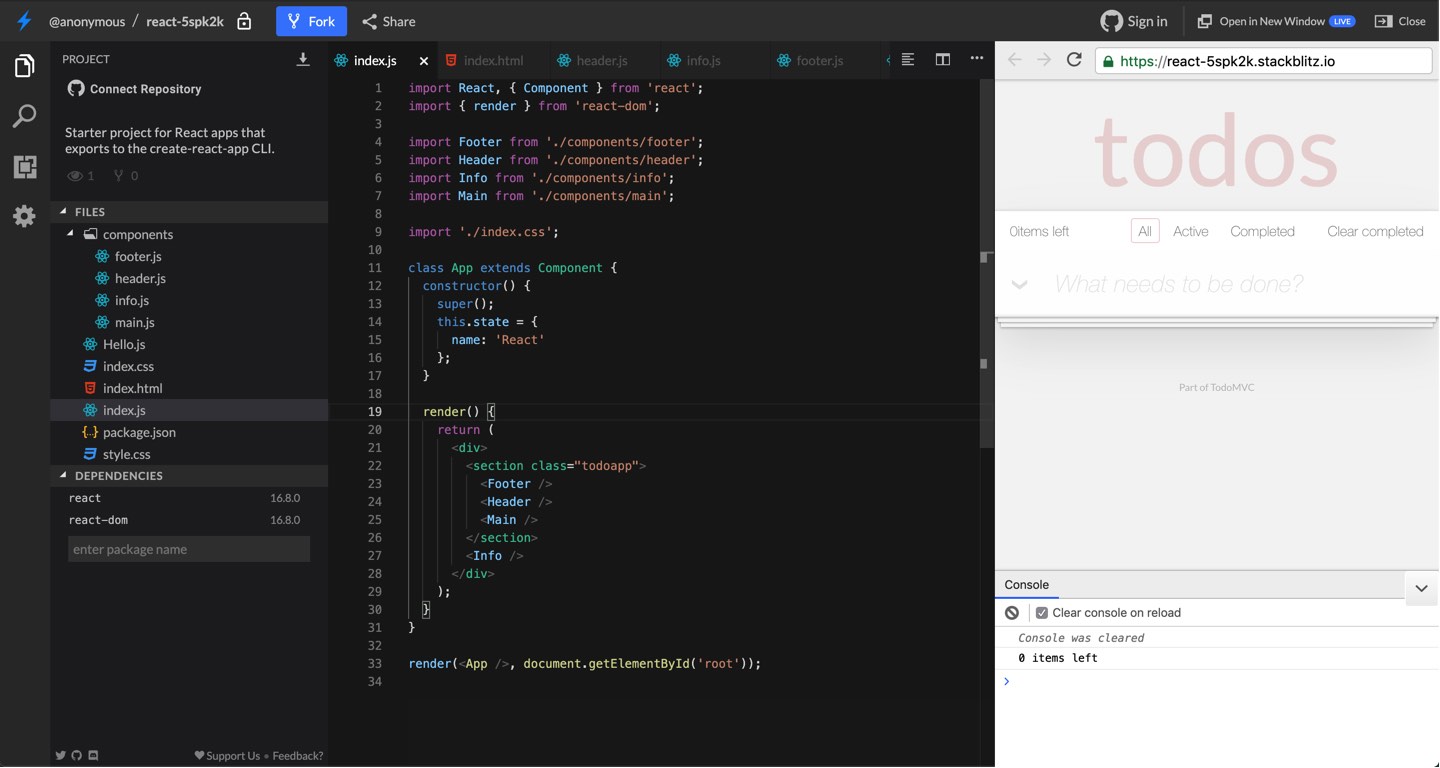 @anonymous / react-5spk2k Fork Share Sign in Open in New Window LIVE Close
PROJECT
Connect Repository
Starter project for React apps that
exports to the create-react-app CLI.
1 0
FILES
components
footer.js
header.js
info.js
main.js
Hello.js
index.css
index.html
index.js
package.json
style.css
DEPENDENCIES
react 16.8.0
react-dom 16.8.0
enter package name
Support Us Feedback?
index.js index.html header.js info.js footer.js
1 import React, { Component } from 'react';
2 import { render } from 'react-dom';
3
4 import Footer from './components/footer';
5 import Header from './components/header';
6 import Info from './components/info';
7 import Main from './components/main';
8
9 import './index.css';
10
11 class App extends Component {
12 constructor() {
13 super();
14 this.state = {
15 name: 'React'
16 };
17 }
18
19 render() {
20 return (
21 <div>
22 <section class="todoapp">
23 <Footer />
24 <Header />
25 <Main />
26 </section>
27 <Info />
28 </div>
29 );
30 }
31 }
32
33 render(<App />, document.getElementById('root'));
34
https://react-5spk2k.stackblitz.io
todos
0items left All Active Completed Clear completed
What needs to be done?
Part of TodoMVC
Console
Clear console on reload
Console was cleared
0 items left